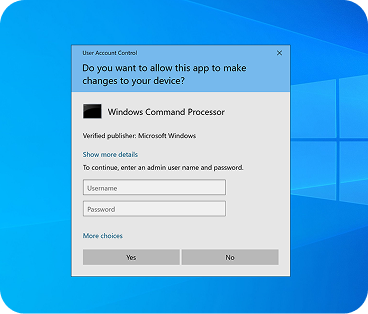 User Account Control
Do you want to allow this app to make
changes to your device?
Windows Command Processor
Verified publisher: Microsoft Windows
Show more details
To continue, enter an admin user name and password.
Username
Password
More choices
Yes
No